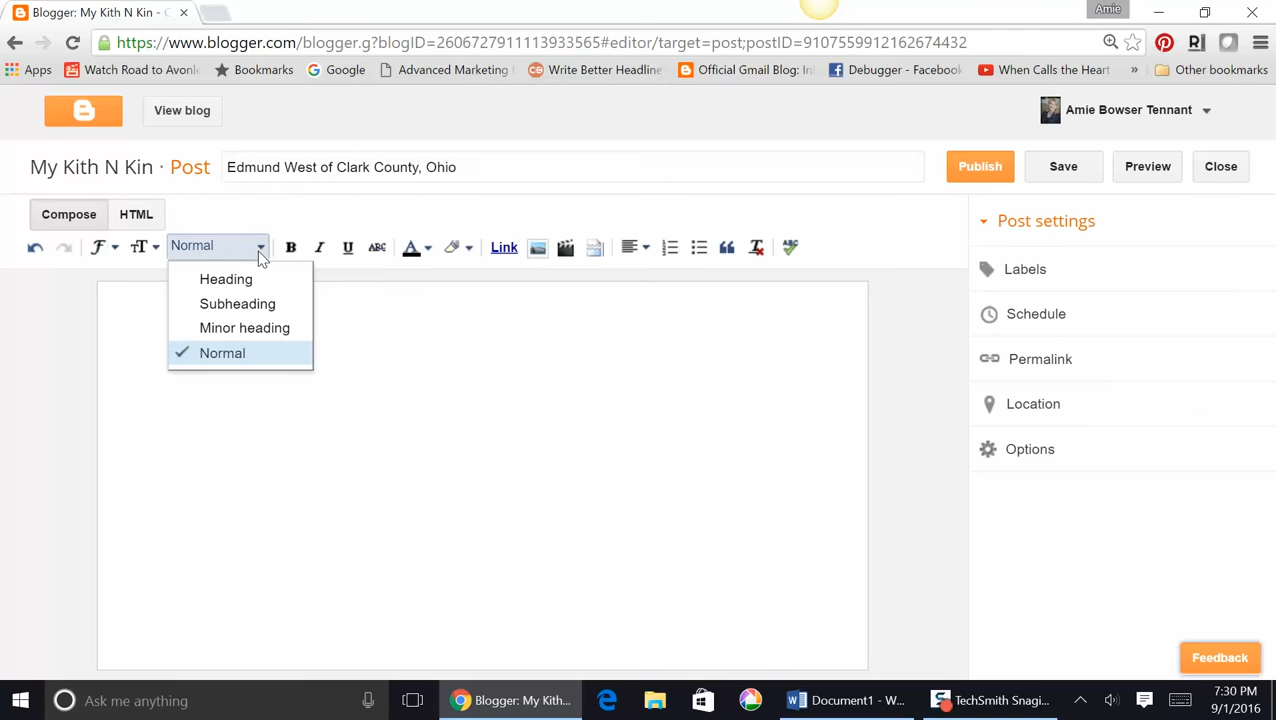 Blogger: My Kith N Kin - C
Amie
https://www.blogger.com/blogger.g?blogID=2606727911113933565#editor/target=post;postID=9107559912162674432
Apps
Watch Road to Avonle
Bookmarks
Google
Advanced Marketing
Write Better Headline
Official Gmail Blog: In
Debugger - Facebook
When Calls the Heart
»
Other bookmarks
View blog
Amie Bowser Tennant
My Kith N Kin · Post
Edmund West of Clark County, Ohio
Publish
Save
Preview
Close
Compose
HTML
Post settings
Normal
B
I
U
ABC
A
Link
Heading
Subheading
Minor heading
Normal
Labels
Schedule
Permalink
Location
Options
Feedback
Ask me anything
Blogger: My Kith...
Document1 - W...
TechSmith Snagi...
7:30 PM
9/1/2016